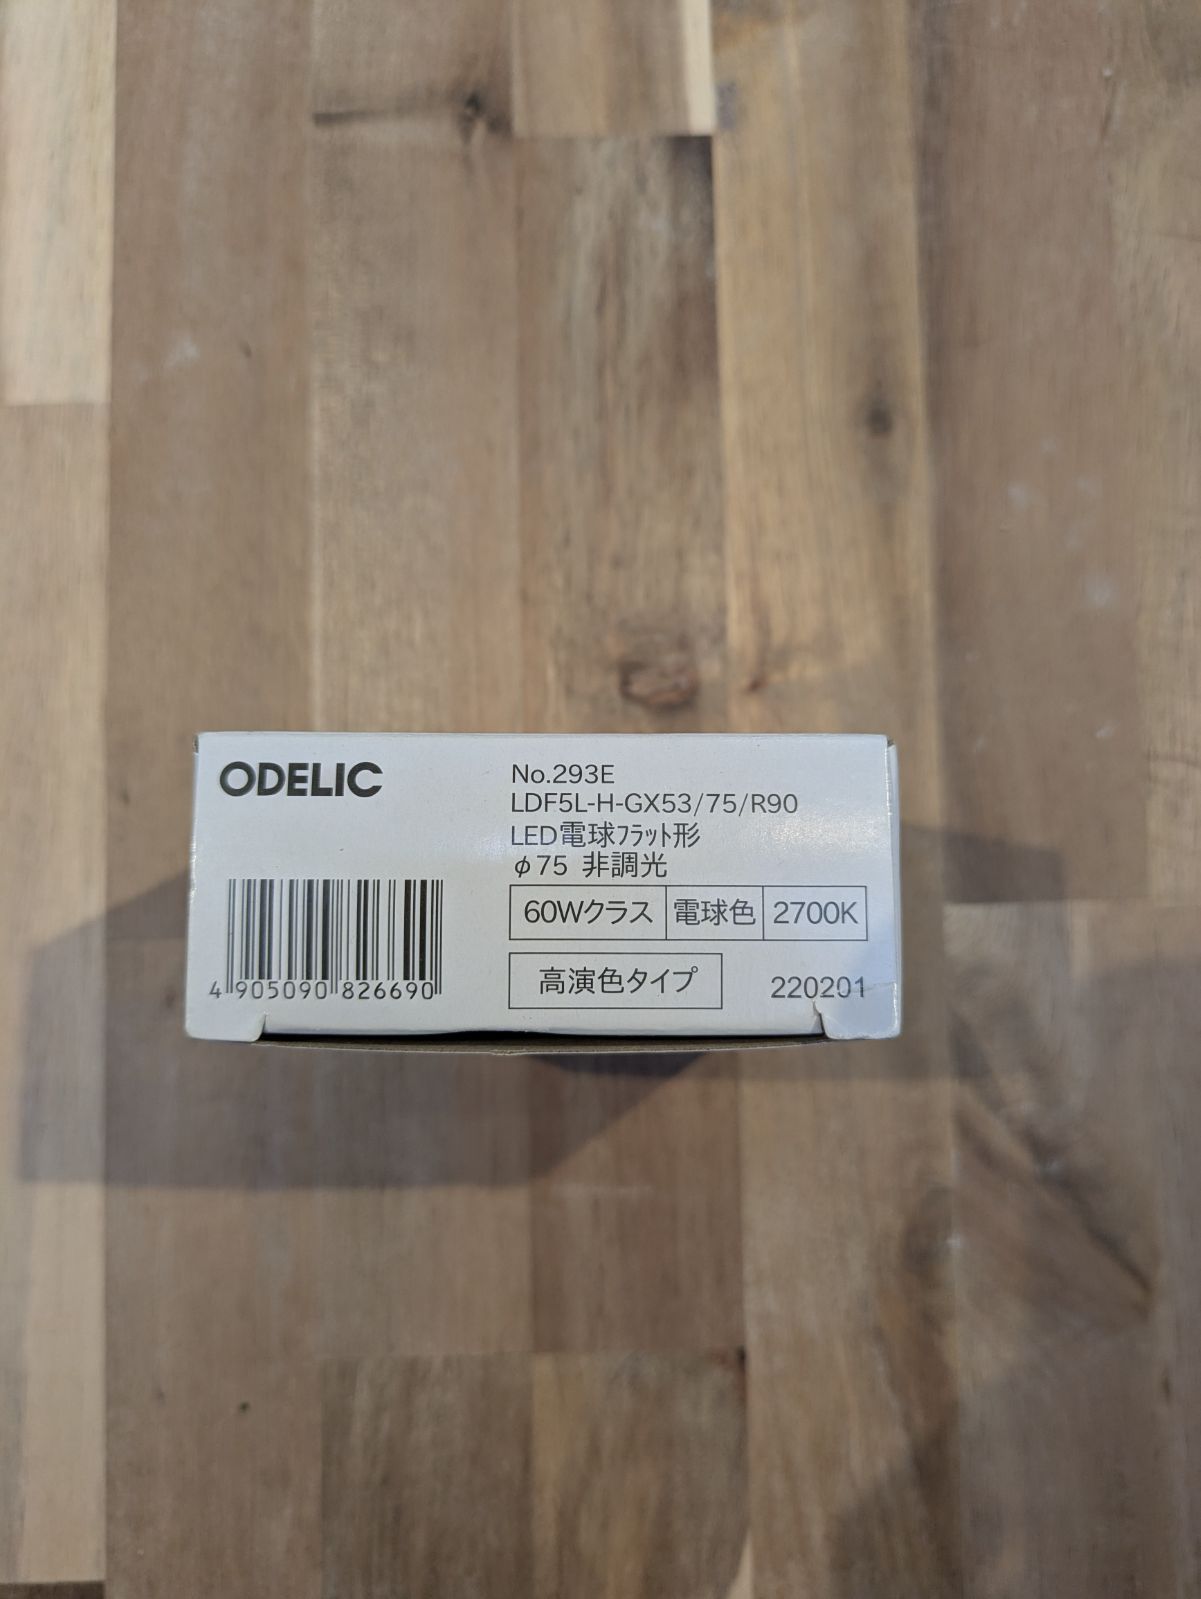 ODELIC
No.293E
LDF5L-H-GX53/75/R90
LED電球ﾌﾗｯﾄ形
φ75 非調光
60Wクラス 電球色 2700K
高演色タイプ 220201
4 905090 826690